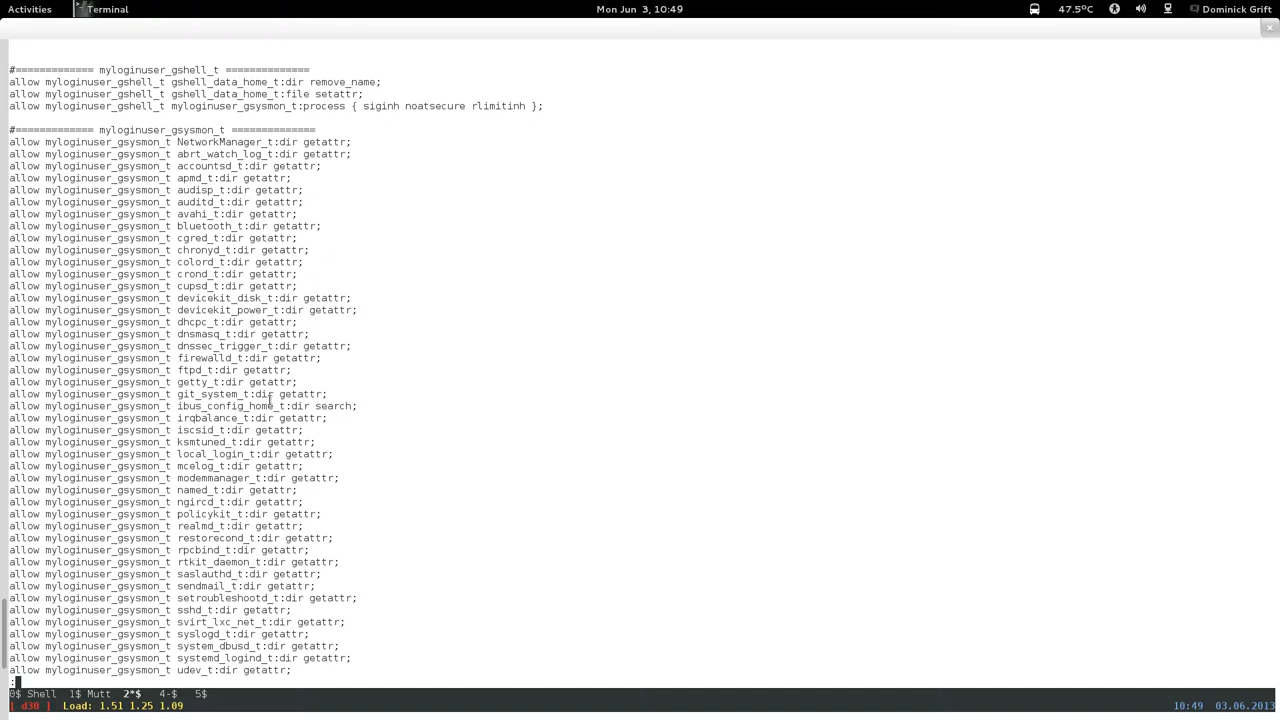 Activities Terminal Mon Jun 3, 10:49 47.5°C Dominick Grift
#============= myloginuser_gshell_t ==============
allow myloginuser_gshell_t gshell_data_home_t:dir remove_name;
allow myloginuser_gshell_t gshell_data_home_t:file setattr;
allow myloginuser_gshell_t myloginuser_gsysmon_t:process { siginh noatsecure rlimitinh };
#============= myloginuser_gsysmon_t ==============
allow myloginuser_gsysmon_t NetworkManager_t:dir getattr;
allow myloginuser_gsysmon_t abrt_watch_log_t:dir getattr;
allow myloginuser_gsysmon_t accountsd_t:dir getattr;
allow myloginuser_gsysmon_t apmd_t:dir getattr;
allow myloginuser_gsysmon_t audisp_t:dir getattr;
allow myloginuser_gsysmon_t auditd_t:dir getattr;
allow myloginuser_gsysmon_t avahi_t:dir getattr;
allow myloginuser_gsysmon_t bluetooth_t:dir getattr;
allow myloginuser_gsysmon_t cgred_t:dir getattr;
allow myloginuser_gsysmon_t chronyd_t:dir getattr;
allow myloginuser_gsysmon_t colord_t:dir getattr;
allow myloginuser_gsysmon_t crond_t:dir getattr;
allow myloginuser_gsysmon_t cupsd_t:dir getattr;
allow myloginuser_gsysmon_t devicekit_disk_t:dir getattr;
allow myloginuser_gsysmon_t devicekit_power_t:dir getattr;
allow myloginuser_gsysmon_t dhcpc_t:dir getattr;
allow myloginuser_gsysmon_t dnsmasq_t:dir getattr;
allow myloginuser_gsysmon_t dnssec_trigger_t:dir getattr;
allow myloginuser_gsysmon_t firewalld_t:dir getattr;
allow myloginuser_gsysmon_t ftpd_t:dir getattr;
allow myloginuser_gsysmon_t getty_t:dir getattr;
allow myloginuser_gsysmon_t git_system_t:dir getattr;
allow myloginuser_gsysmon_t ibus_config_home_t:dir search;
allow myloginuser_gsysmon_t irqbalance_t:dir getattr;
allow myloginuser_gsysmon_t iscsid_t:dir getattr;
allow myloginuser_gsysmon_t ksmtuned_t:dir getattr;
allow myloginuser_gsysmon_t local_login_t:dir getattr;
allow myloginuser_gsysmon_t mcelog_t:dir getattr;
allow myloginuser_gsysmon_t modemmanager_t:dir getattr;
allow myloginuser_gsysmon_t named_t:dir getattr;
allow myloginuser_gsysmon_t ngircd_t:dir getattr;
allow myloginuser_gsysmon_t policykit_t:dir getattr;
allow myloginuser_gsysmon_t realmd_t:dir getattr;
allow myloginuser_gsysmon_t restorecond_t:dir getattr;
allow myloginuser_gsysmon_t rpcbind_t:dir getattr;
allow myloginuser_gsysmon_t rtkit_daemon_t:dir getattr;
allow myloginuser_gsysmon_t saslauthd_t:dir getattr;
allow myloginuser_gsysmon_t sendmail_t:dir getattr;
allow myloginuser_gsysmon_t setroubleshootd_t:dir getattr;
allow myloginuser_gsysmon_t sshd_t:dir getattr;
allow myloginuser_gsysmon_t svirt_lxc_net_t:dir getattr;
allow myloginuser_gsysmon_t syslogd_t:dir getattr;
allow myloginuser_gsysmon_t system_dbusd_t:dir getattr;
allow myloginuser_gsysmon_t systemd_logind_t:dir getattr;
allow myloginuser_gsysmon_t udev_t:dir getattr;
:
0$ Shell 1$ Mutt 2*$ 4-$ 5$
[ d30 ] Load: 1.51 1.25 1.09 10:49 03.06.2013